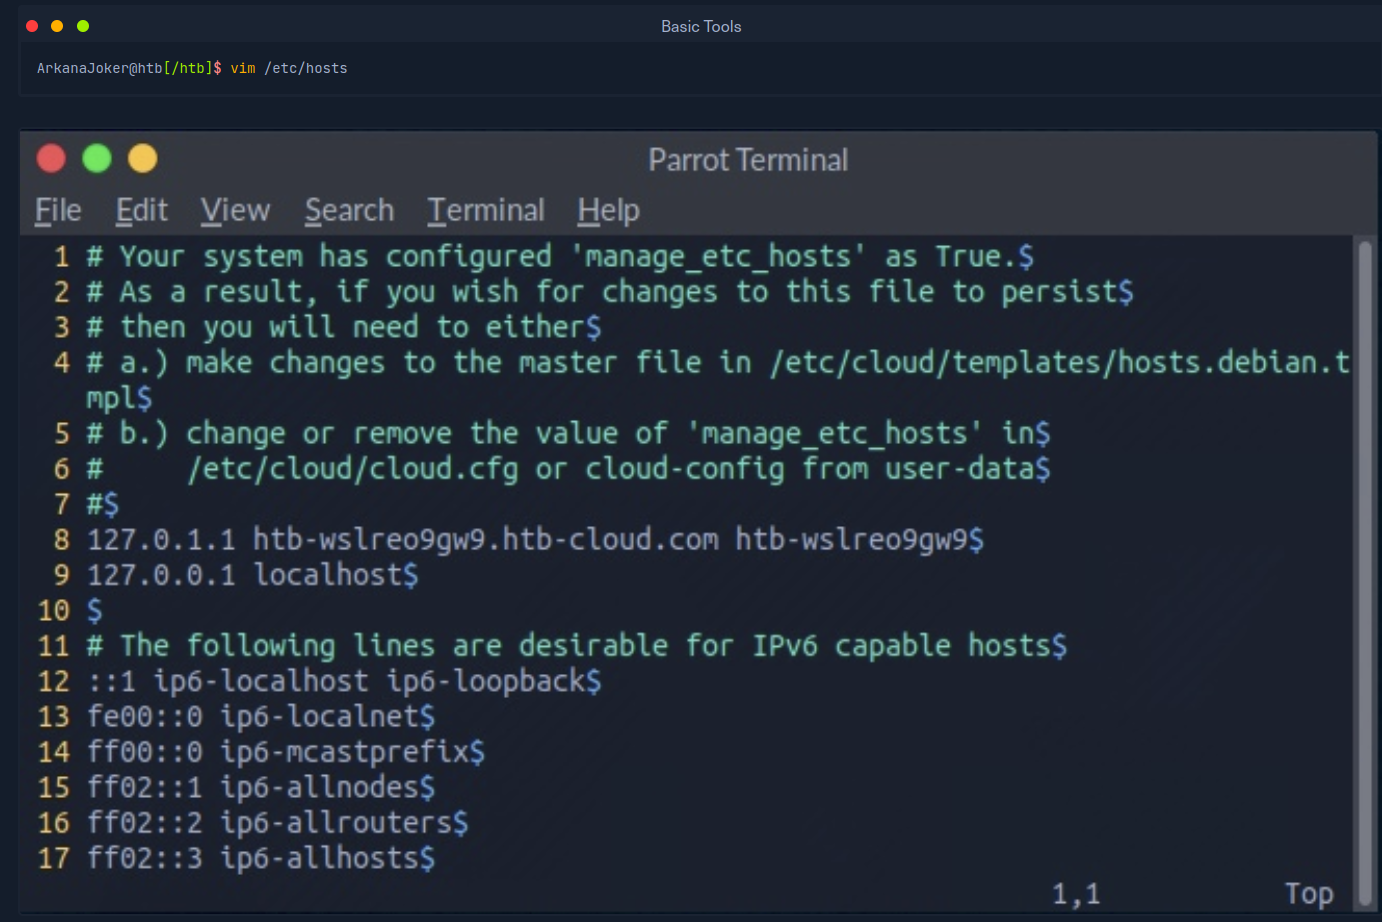 Basic Tools
ArkanaJoker@htb[/htb]$ vim /etc/hosts
Parrot Terminal
File Edit View Search Terminal Help
1 # Your system has configured 'manage_etc_hosts' as True.$
2 # As a result, if you wish for changes to this file to persist$
3 # then you will need to either$
4 # a.) make changes to the master file in /etc/cloud/templates/hosts.debian.t
mpl$
5 # b.) change or remove the value of 'manage_etc_hosts' in$
6 #     /etc/cloud/cloud.cfg or cloud-config from user-data$
7 #$
8 127.0.1.1 htb-wslreo9gw9.htb-cloud.com htb-wslreo9gw9$
9 127.0.0.1 localhost$
10 $
11 # The following lines are desirable for IPv6 capable hosts$
12 ::1 ip6-localhost ip6-loopback$
13 fe00::0 ip6-localnet$
14 ff00::0 ip6-mcastprefix$
15 ff02::1 ip6-allnodes$
16 ff02::2 ip6-allrouters$
17 ff02::3 ip6-allhosts$
1,1 Top